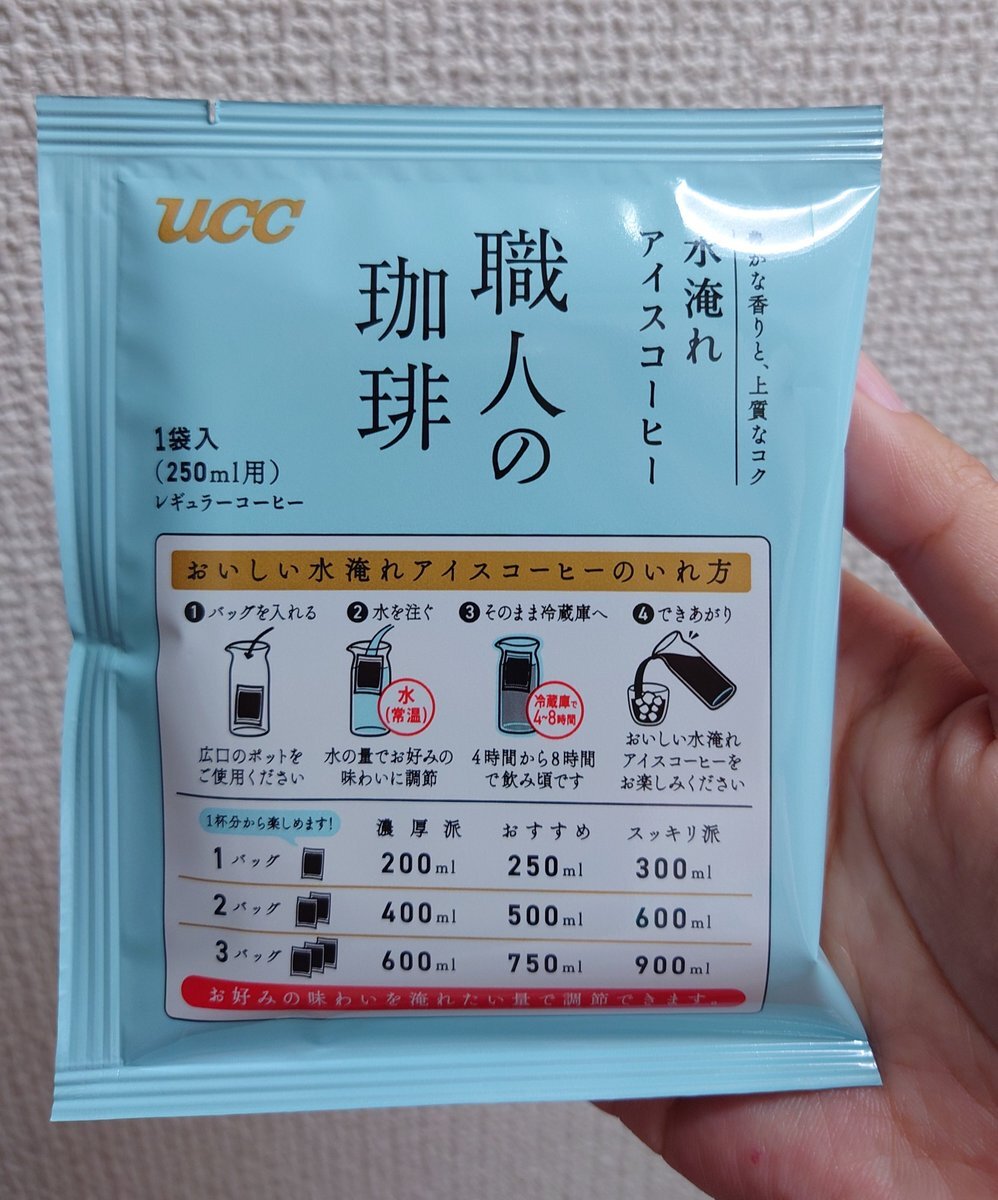 ucc
かな香りと、上質なコク
水淹れ
アイスコーヒー
職人の
珈琲
1袋入
(250ml用)
レギュラーコーヒー
おいしい水淹れアイスコーヒーのいれ方
❶バッグを入れる
広口のポットを
ご使用ください
❷水を注ぐ
水
(常温)
水の量でお好みの
味わいに調節
❸そのまま冷蔵庫へ
冷蔵庫で
4~8時間
4時間から8時間
で飲み頃です
❹できあがり
おいしい水淹れ
アイスコーヒーを
お楽しみください
1杯分から楽しめます!
濃厚派 おすすめ スッキリ派
1バッグ 200ml 250ml 300ml
2バッグ 400ml 500ml 600ml
3バッグ 600ml 750ml 900ml
お好みの味わいを淹れたい量で調節できます。